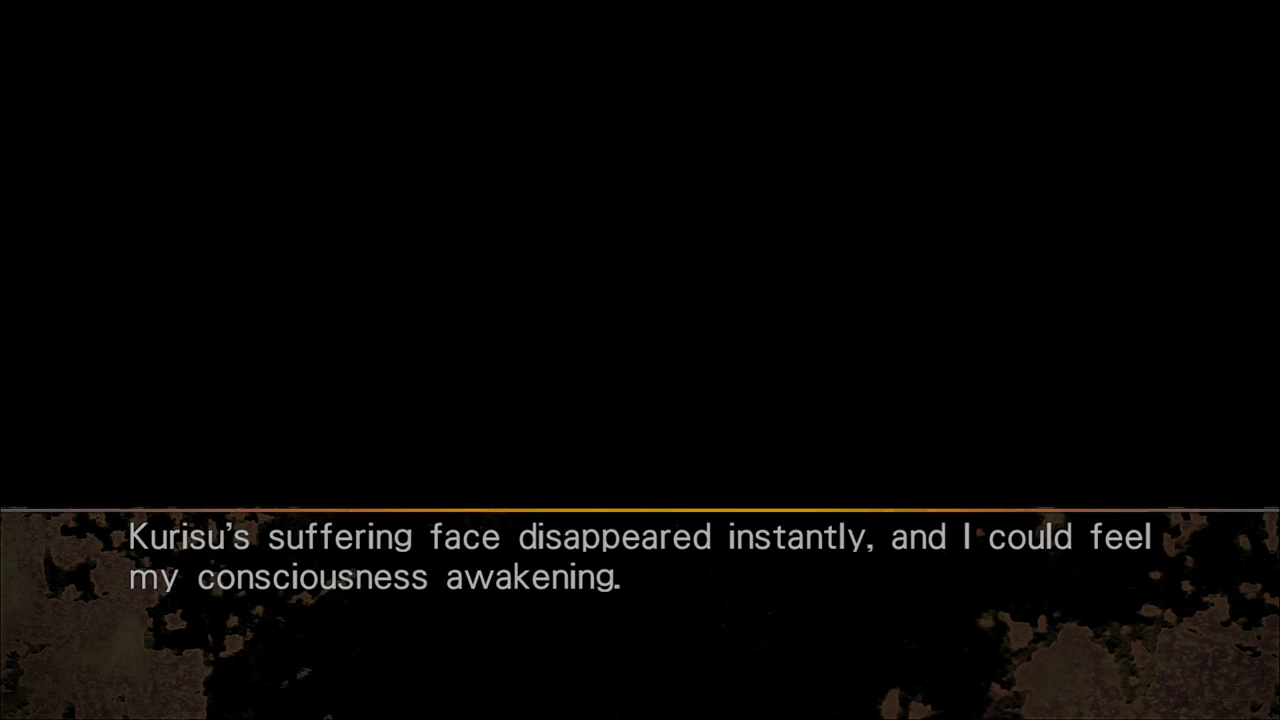 Kurisu’s suffering face disappeared instantly, and I could feel
my consciousness awakening.